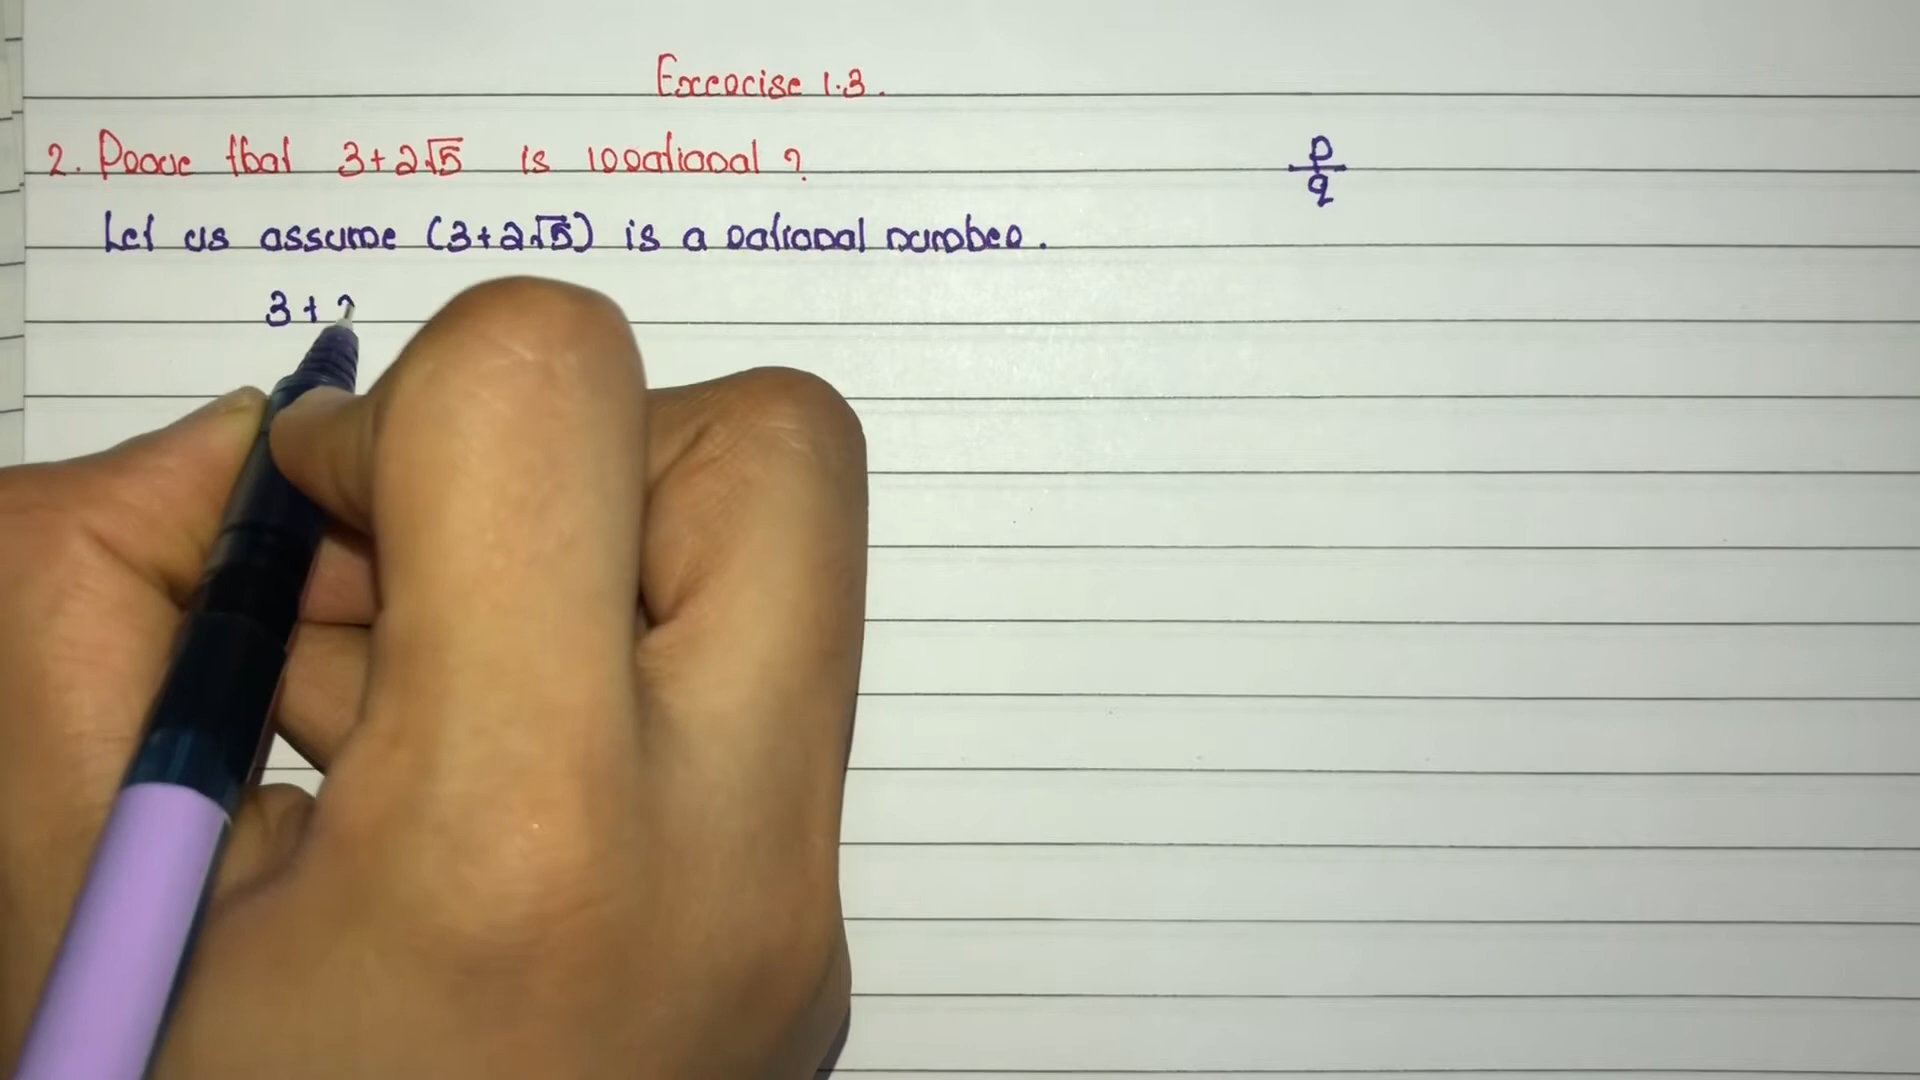 Exercise 1.3.
2. Prove that 3+2√5 is irrational ?
p
q
Let us assume (3+2√5) is a rational number.
3 + 2